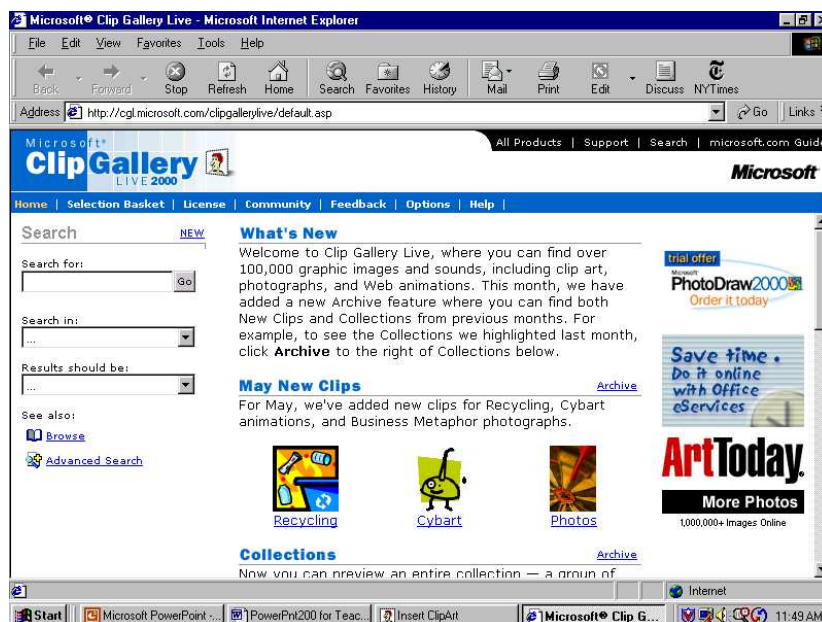 Microsoft® Clip Gallery Live - Microsoft Internet Explorer
File Edit View Favorites Tools Help
Back Forward Stop Refresh Home Search Favorites History Mail Print Edit Discuss NYTimes
Address http://cgl.microsoft.com/clipgallerylive/default.asp Go Links
Microsoft®
ClipGallery
LIVE 2000
All Products | Support | Search | microsoft.com Guide
Microsoft
Home | Selection Basket | License | Community | Feedback | Options | Help |
Search NEW
Search for:
Go
Search in:
...
Results should be:
...
See also:
Browse
Advanced Search
What's New
Welcome to Clip Gallery Live, where you can find over
100,000 graphic images and sounds, including clip art,
photographs, and Web animations. This month, we have
added a new Archive feature where you can find both
New Clips and Collections from previous months. For
example, to see the Collections we highlighted last month,
click Archive to the right of Collections below.
May New Clips Archive
For May, we've added new clips for Recycling, Cybart
animations, and Business Metaphor photographs.
Recycling Cybart Photos
Collections Archive
Now you can preview an entire collection — a group of
trial offer
Microsoft
PhotoDraw2000
Order it today
Save time.
Do it online
with Office
eServices
ArtToday.
More Photos
1,000,000+ Images Online
Internet
Start Microsoft PowerPoint -... PowerPnt200 for Teac... Insert ClipArt Microsoft® Clip G... 11:49 AM